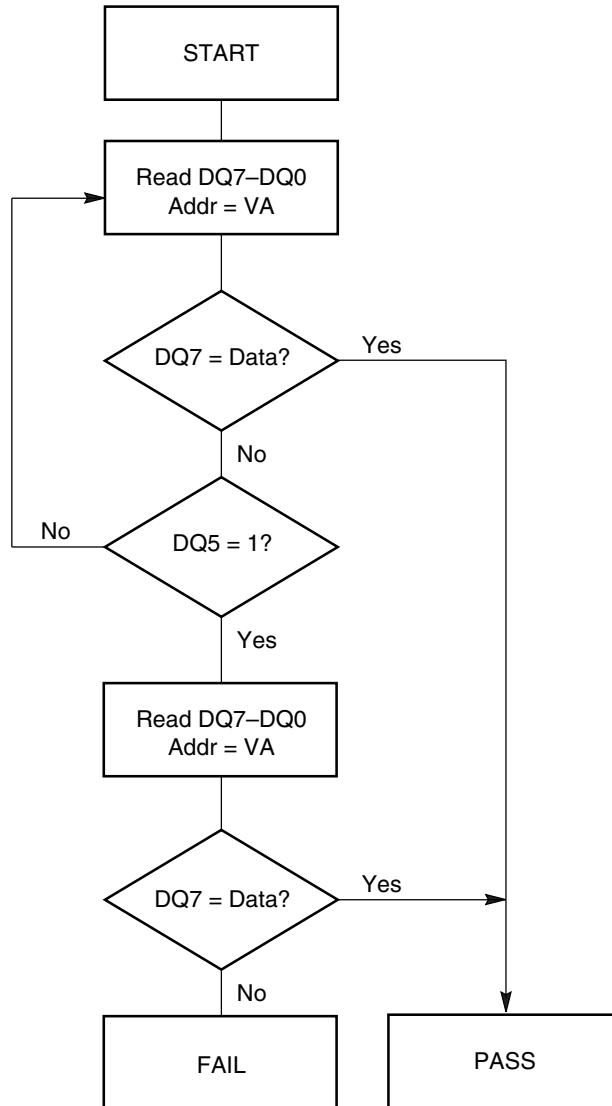 START
Read DQ7–DQ0
Addr = VA
DQ7 = Data?
Yes
No
No
DQ5 = 1?
Yes
Read DQ7–DQ0
Addr = VA
DQ7 = Data?
Yes
No
FAIL
PASS